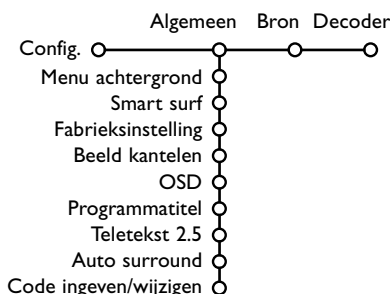 Algemeen Bron Decoder
Config.
Menu achtergrond
Smart surf
Fabrieksinstelling
Beeld kantelen
OSD
Programmatitel
Teletekst 2.5
Auto surround
Code ingeven/wijzigen